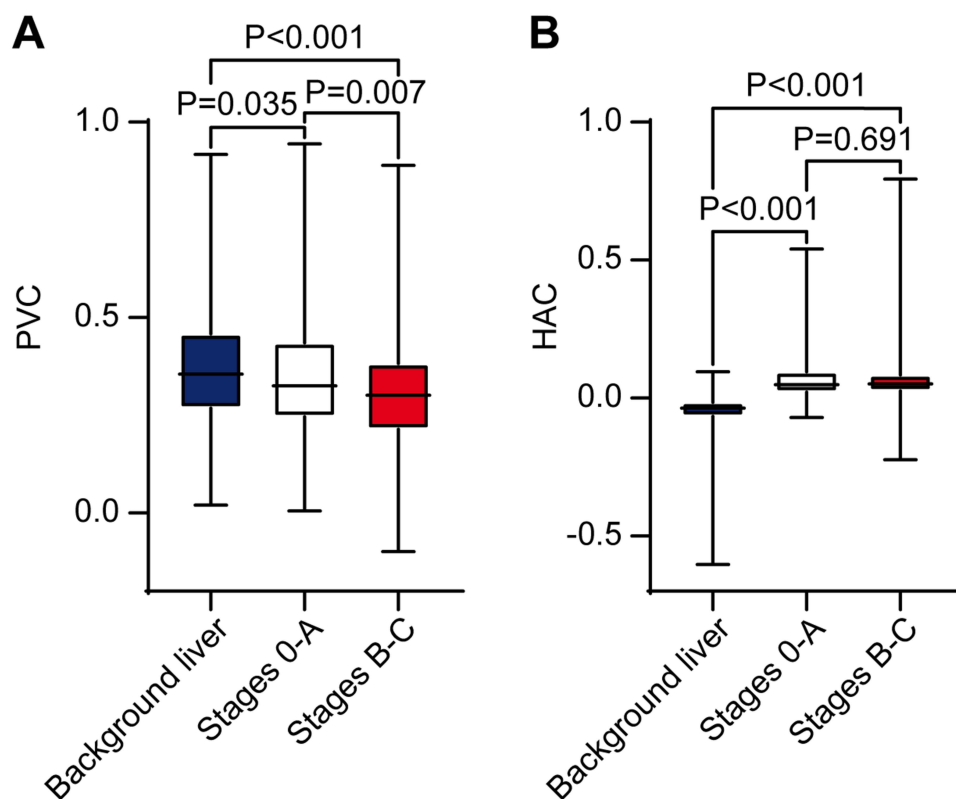 A
P<0.001
P=0.035
P=0.007
PVC
1.0
0.5
0.0
Background liver
Stages 0-A
Stages B-C
B
P<0.001
P=0.691
P<0.001
HAC
1.0
0.5
0.0
-0.5
Background liver
Stages 0-A
Stages B-C